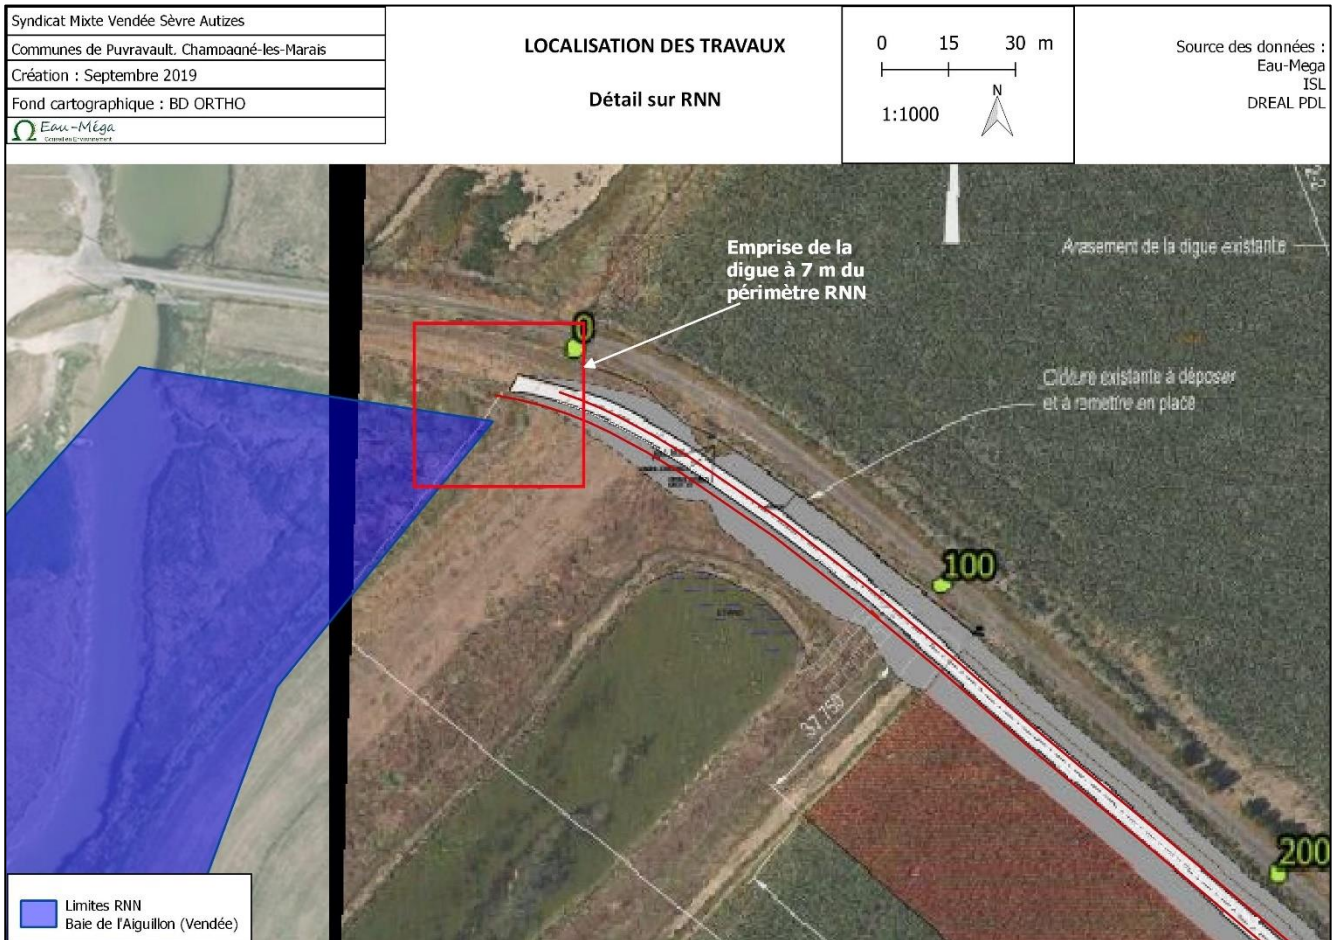 Syndicat Mixte Vendée Sèvre Autizes
Communes de Puyravault, Champagné-les-Marais
Création : Septembre 2019
Fond cartographique : BD ORTHO
Eau-Méga
LOCALISATION DES TRAVAUX
Détail sur RNN
0 15 30 m
1:1000
N
Source des données :
Eau-Mega
ISL
DREAL PDL
Emprise de la
digue à 7 m du
périmètre RNN
Arasement de la digue existante
Clôture existante à déposer
et à remettre en place
0
100
37.750
200
Limites RNN
Baie de l'Aiguillon (Vendée)